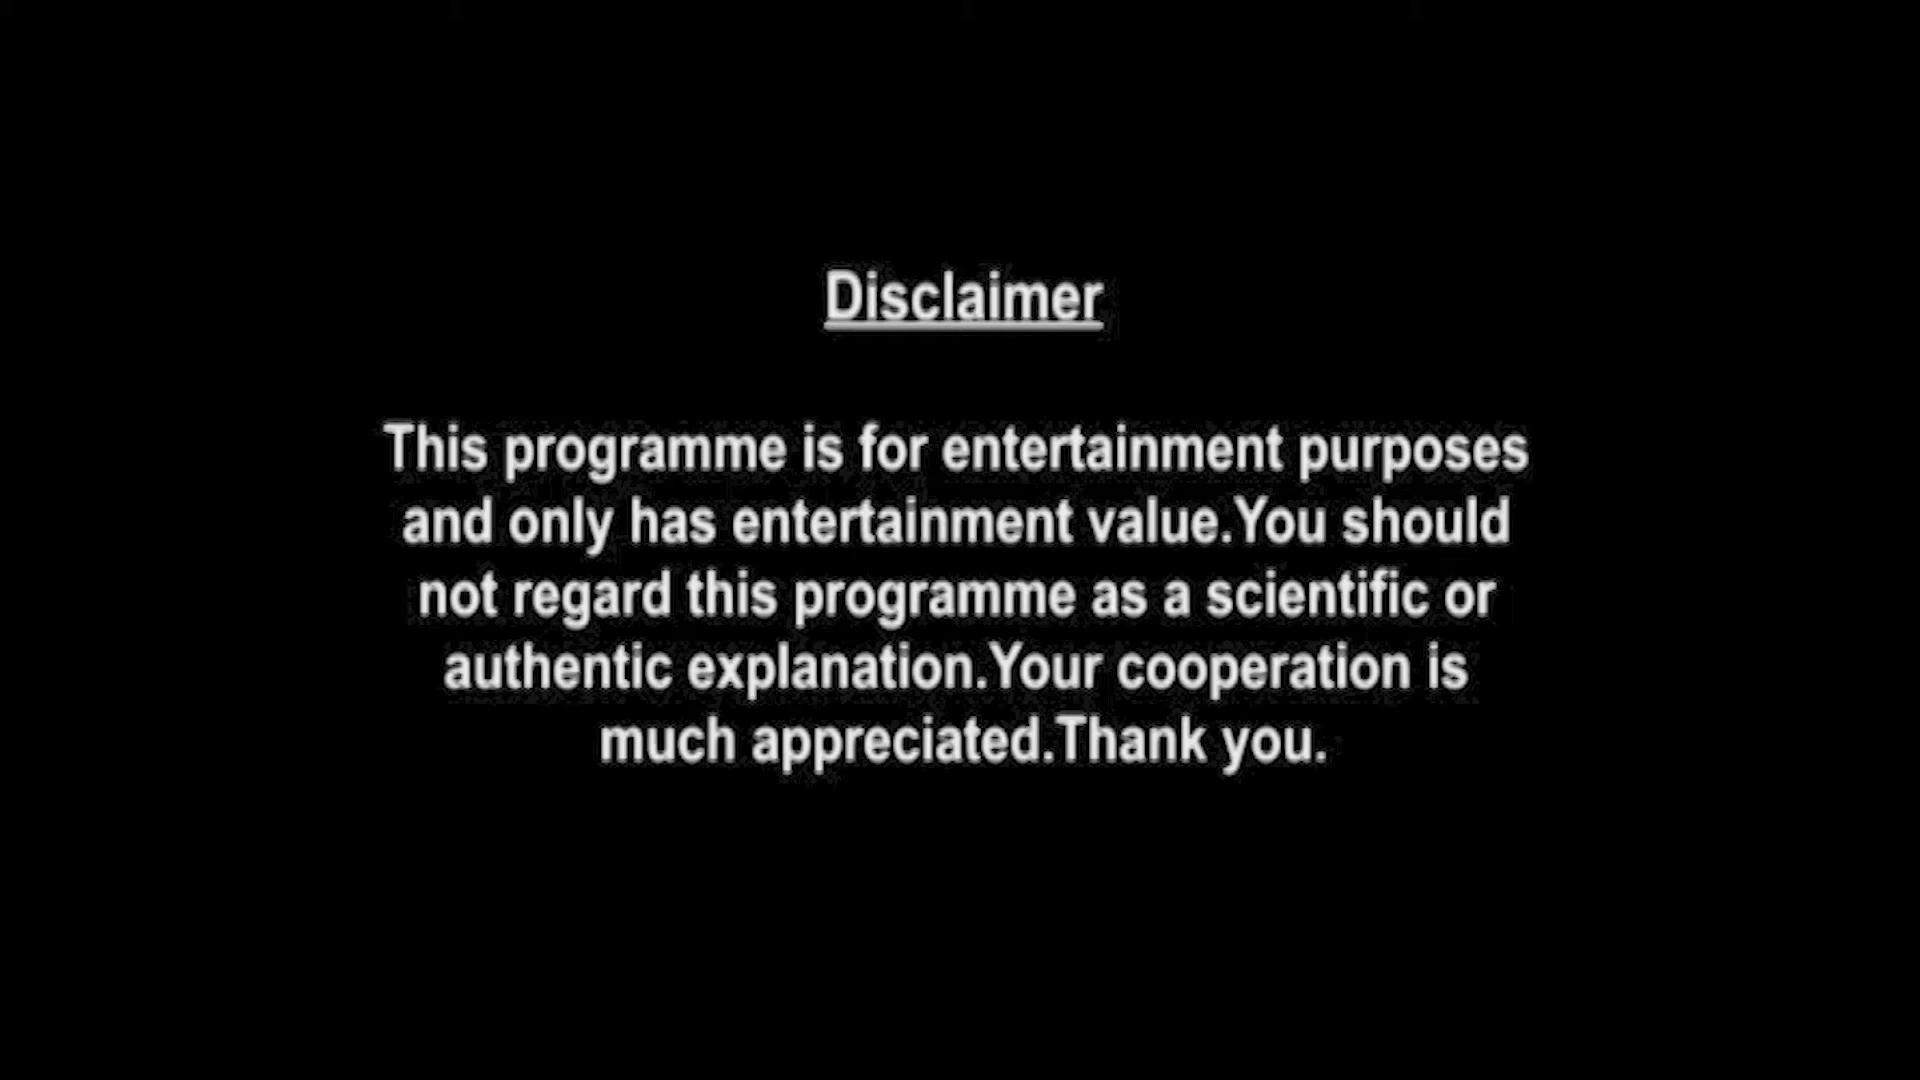 Disclaimer
This programme is for entertainment purposes
and only has entertainment value.You should
not regard this programme as a scientific or
authentic explanation.Your cooperation is
much appreciated.Thank you.